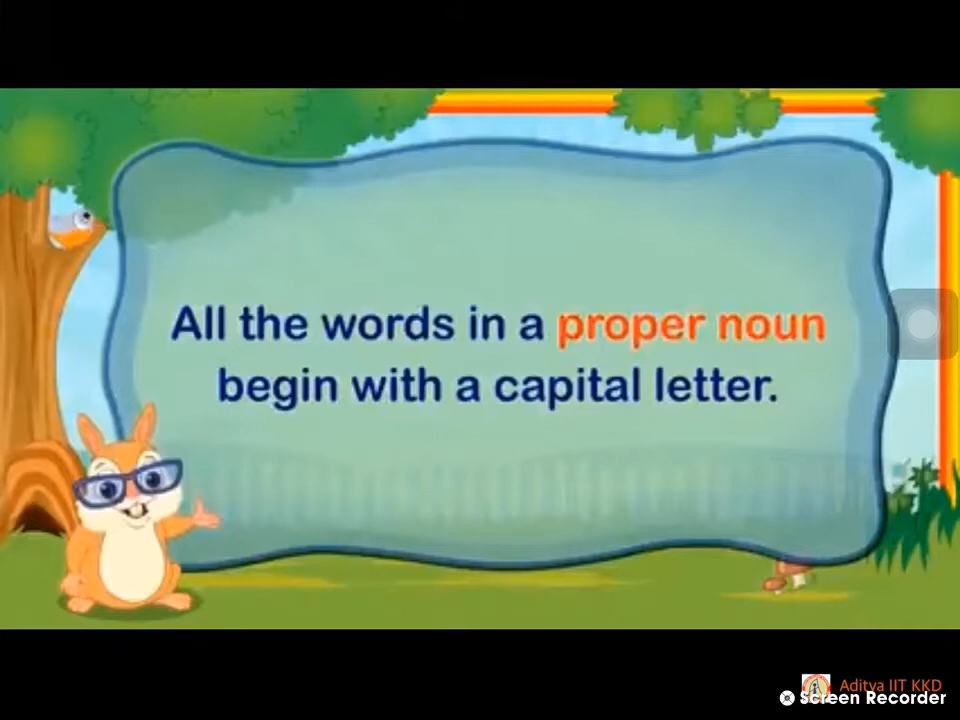 All the words in a proper noun
begin with a capital letter.
Aditya IIT KKD
Screen Recorder